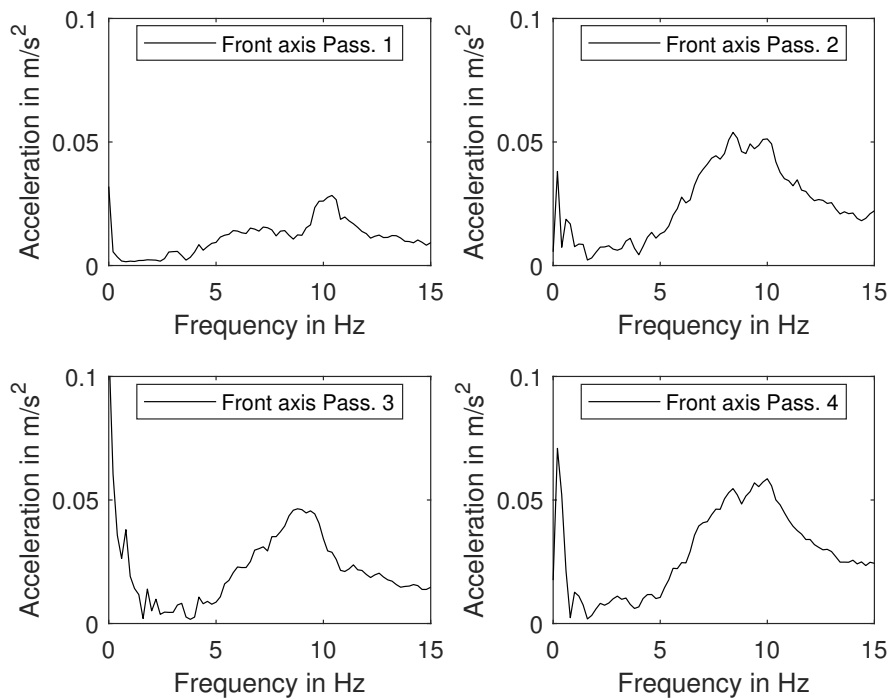 0.1
0.05
0
Acceleration in m/s²
Front axis Pass. 1
0 5 10 15
Frequency in Hz
0.1
0.05
0
Acceleration in m/s²
Front axis Pass. 2
0 5 10 15
Frequency in Hz
0.1
0.05
0
Acceleration in m/s²
Front axis Pass. 3
0 5 10 15
Frequency in Hz
0.1
0.05
0
Acceleration in m/s²
Front axis Pass. 4
0 5 10 15
Frequency in Hz